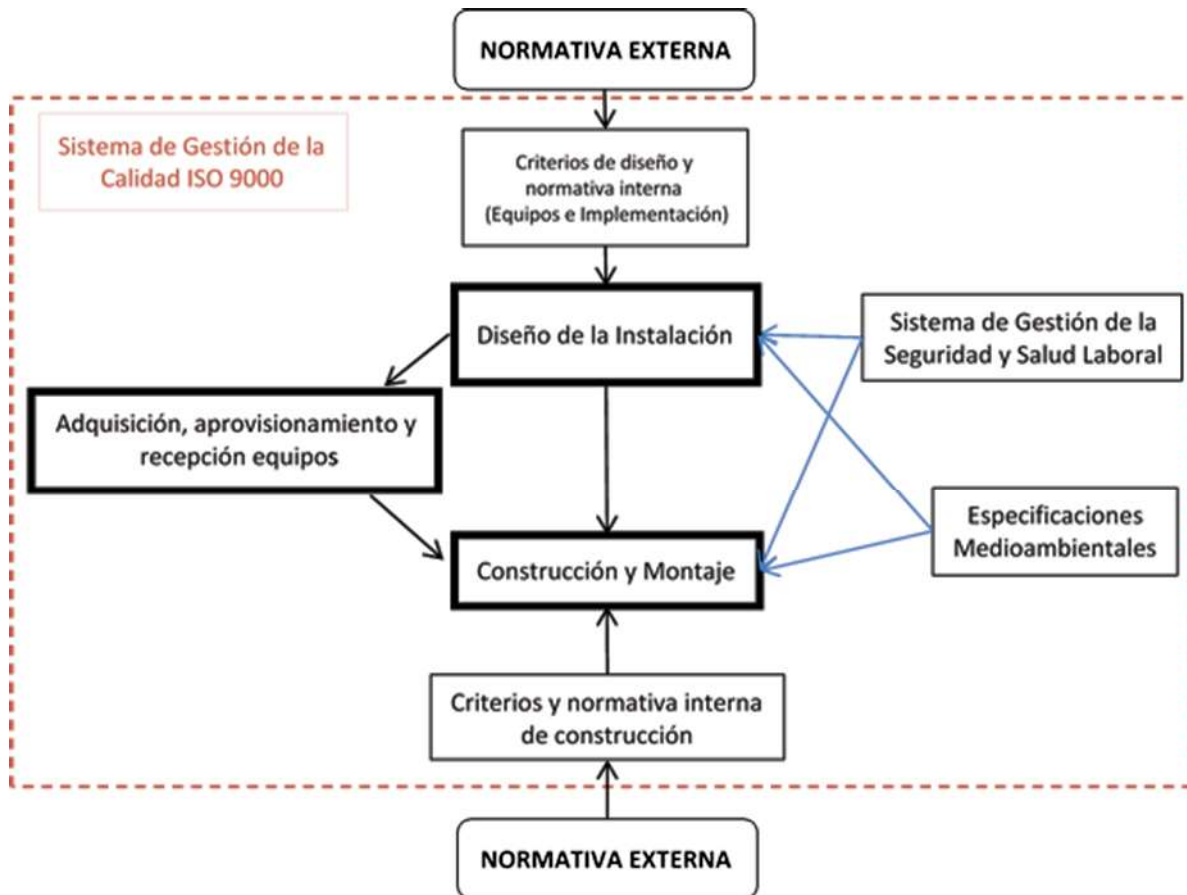 NORMATIVA EXTERNA
Sistema de Gestión de la
Calidad ISO 9000
Criterios de diseño y
normativa interna
(Equipos e Implementación)
Diseño de la Instalación
Sistema de Gestión de la
Seguridad y Salud Laboral
Adquisición, aprovisionamiento y
recepción equipos
Especificaciones
Medioambientales
Construcción y Montaje
Criterios y normativa interna
de construcción
NORMATIVA EXTERNA